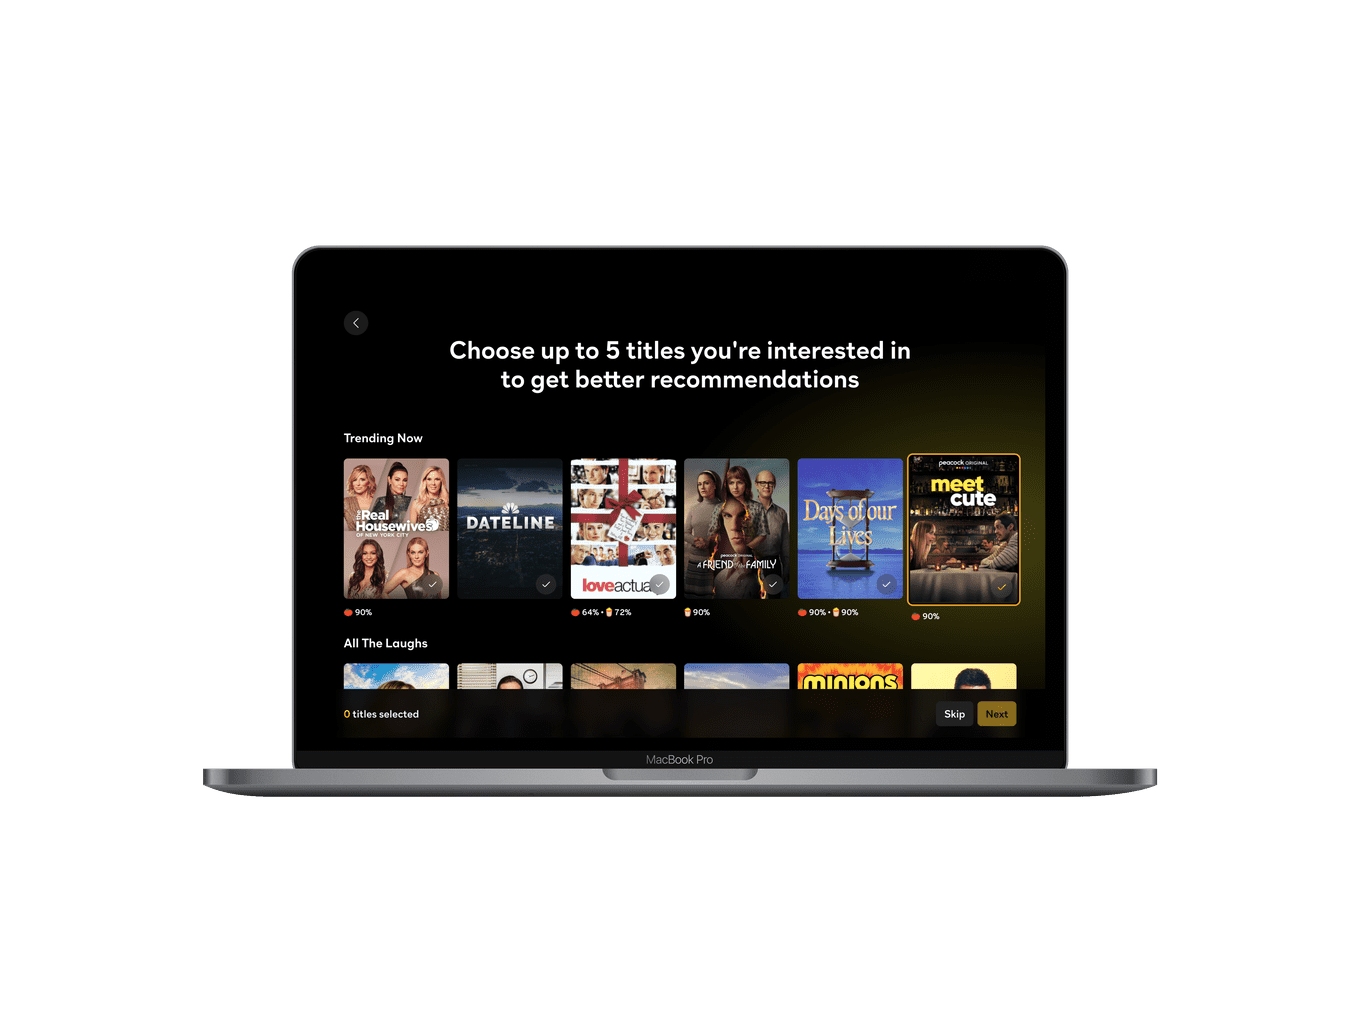 Choose up to 5 titles you're interested in
to get better recommendations
Trending Now
THE Real
Housewives
OF NEW YORK CITY
DATELINE
love actua
peacock ORIGINAL
A FRIEND of the FAMILY
Days of our
Lives
peacock ORIGINAL
meet
cute
90%
64% • 72%
90%
90% • 90%
90%
All The Laughs
MINIONS
0 titles selected
Skip
Next
MacBook Pro